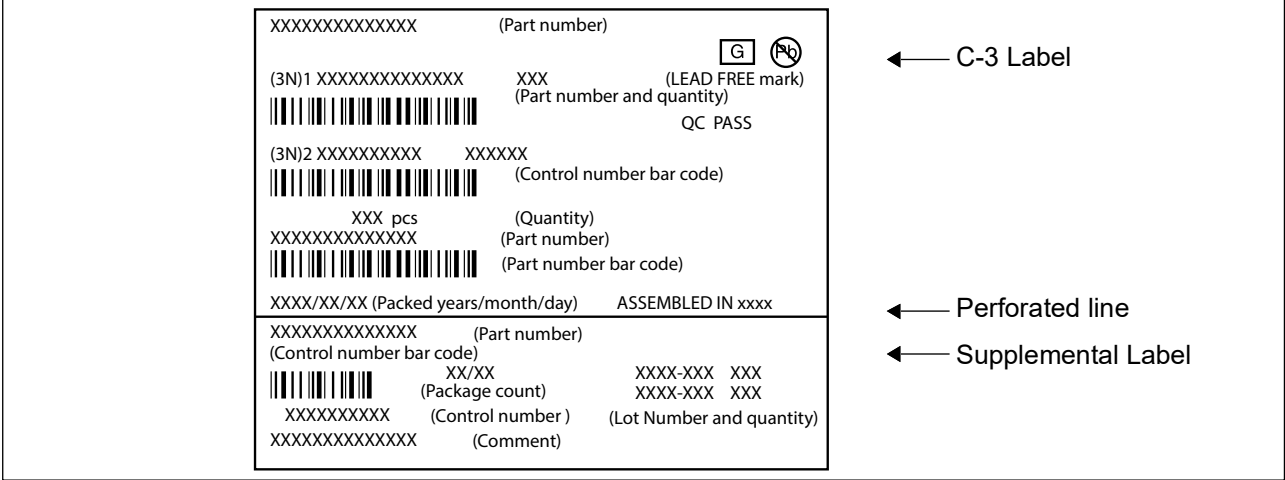 XXXXXXXXXXXXXX (Part number)
G Pb
C-3 Label
(3N)1 XXXXXXXXXXXXXX XXX (LEAD FREE mark)
(Part number and quantity)
QC PASS
(3N)2 XXXXXXXXXX XXXXXX
(Control number bar code)
XXX pcs (Quantity)
XXXXXXXXXXXXXX (Part number)
(Part number bar code)
XXXX/XX/XX (Packed years/month/day) ASSEMBLED IN xxxx
Perforated line
XXXXXXXXXXXXXX (Part number)
(Control number bar code)
Supplemental Label
XX/XX XXXX-XXX XXX
(Package count) XXXX-XXX XXX
XXXXXXXXXX (Control number ) (Lot Number and quantity)
XXXXXXXXXXXXXX (Comment)